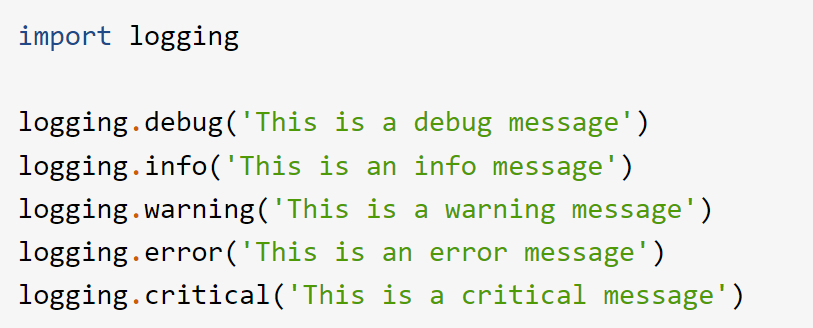 import logging
logging.debug('This is a debug message')
logging.info('This is an info message')
logging.warning('This is a warning message')
logging.error('This is an error message')
logging.critical('This is a critical message')